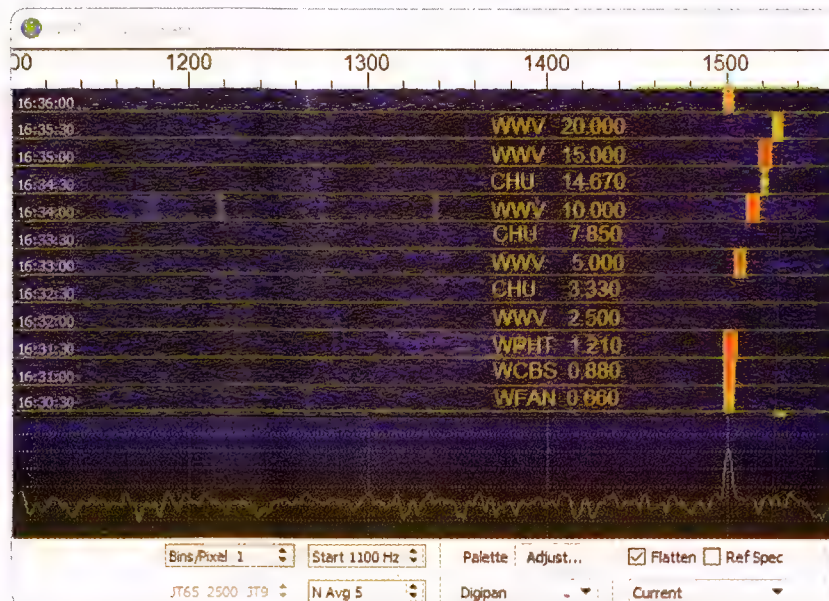 00 1200 1300 1400 1500
16:36:00
16:35:30 WWV 20.000
16:35:00 WWV 15.000
16:34:30 CHU 14.670
16:34:00 WWV 10.000
16:33:30 CHU 7.850
16:33:00 WWV 5.000
16:32:30 CHU 3.330
16:32:00 WWV 2.500
16:31:30 WPHT 1.210
16:31:00 WCBS 0.880
16:30:30 WFAN 0.660
Bins/Pixel 1 Start 1100 Hz Palette Adjust... Flatten Ref Spec
JT65 2500 JT9 N Avg 5 Digipan Current